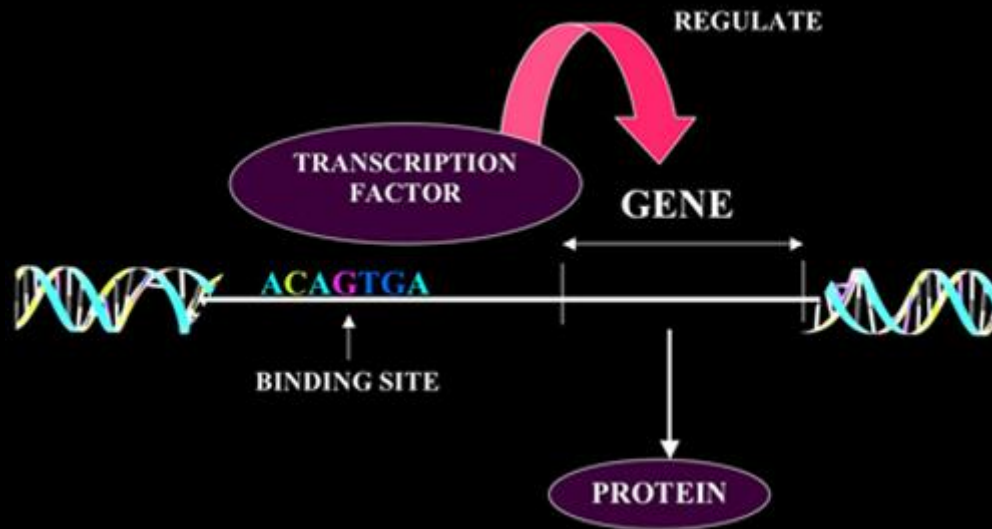 REGULATE
TRANSCRIPTION
FACTOR
GENE
ACAGTGA
BINDING SITE
PROTEIN